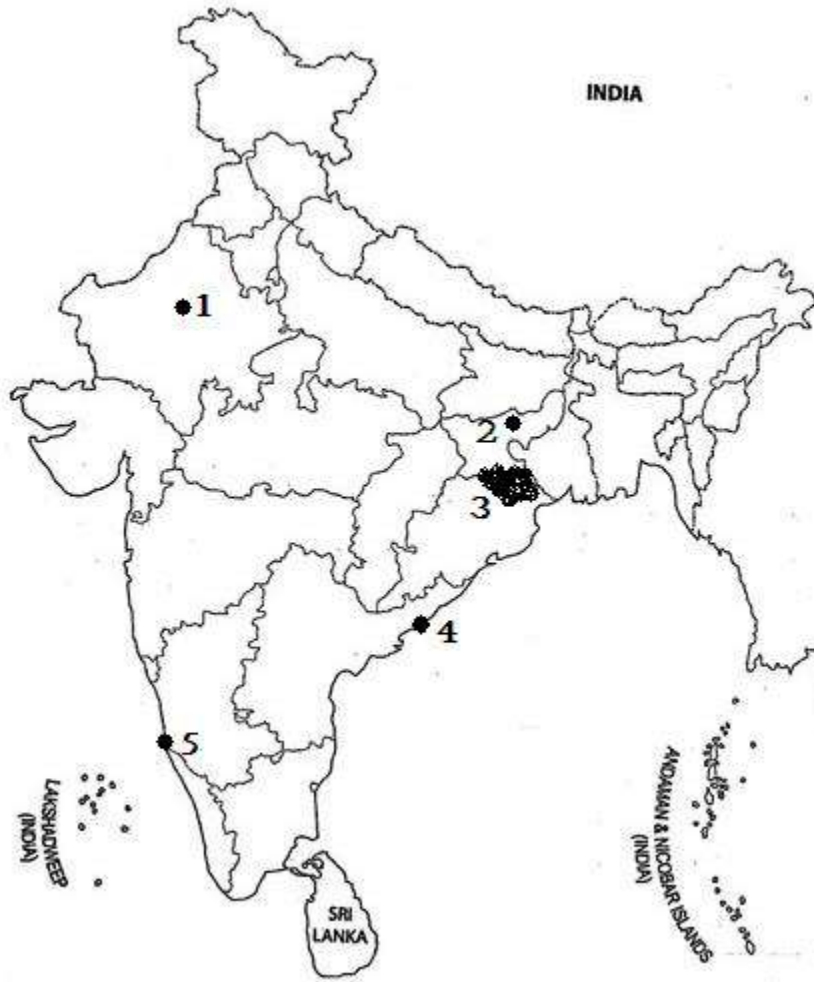 INDIA
1
2
3
4
5
LAKSHADWEEP
(INDIA)
ANDAMAN & NICOBAR ISLANDS
(INDIA)
SRI
LANKA